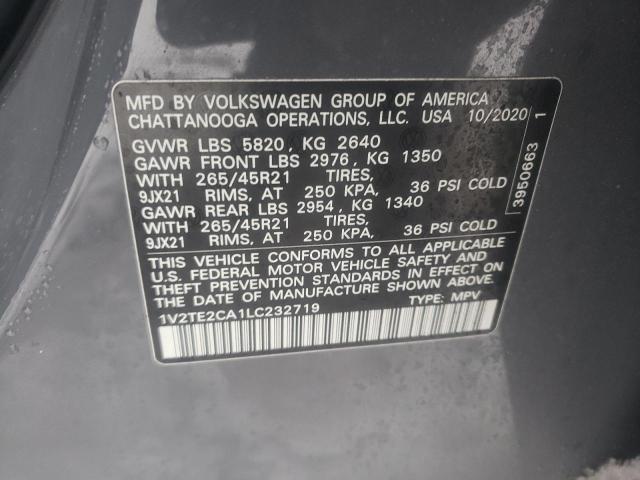 MFD BY VOLKSWAGEN GROUP OF AMERICA
CHATTANOOGA OPERATIONS, LLC. USA 10/2020
GVWR LBS 5820, KG 2640
GAWR FRONT LBS 2976, KG 1350
WITH 265/45R21 TIRES,
9JX21 RIMS, AT 250 KPA, 36 PSI COLD
GAWR REAR LBS 2954, KG 1340
WITH 265/45R21 TIRES,
9JX21 RIMS, AT 250 KPA, 36 PSI COLD
THIS VEHICLE CONFORMS TO ALL APPLICABLE
U.S. FEDERAL MOTOR VEHICLE SAFETY AND
THEFT PREVENTION STANDARDS IN EFFECT ON
THE DATE OF MANUFACTURE SHOWN ABOVE.
1V2TE2CA1LC232719 TYPE: MPV
3950663 1